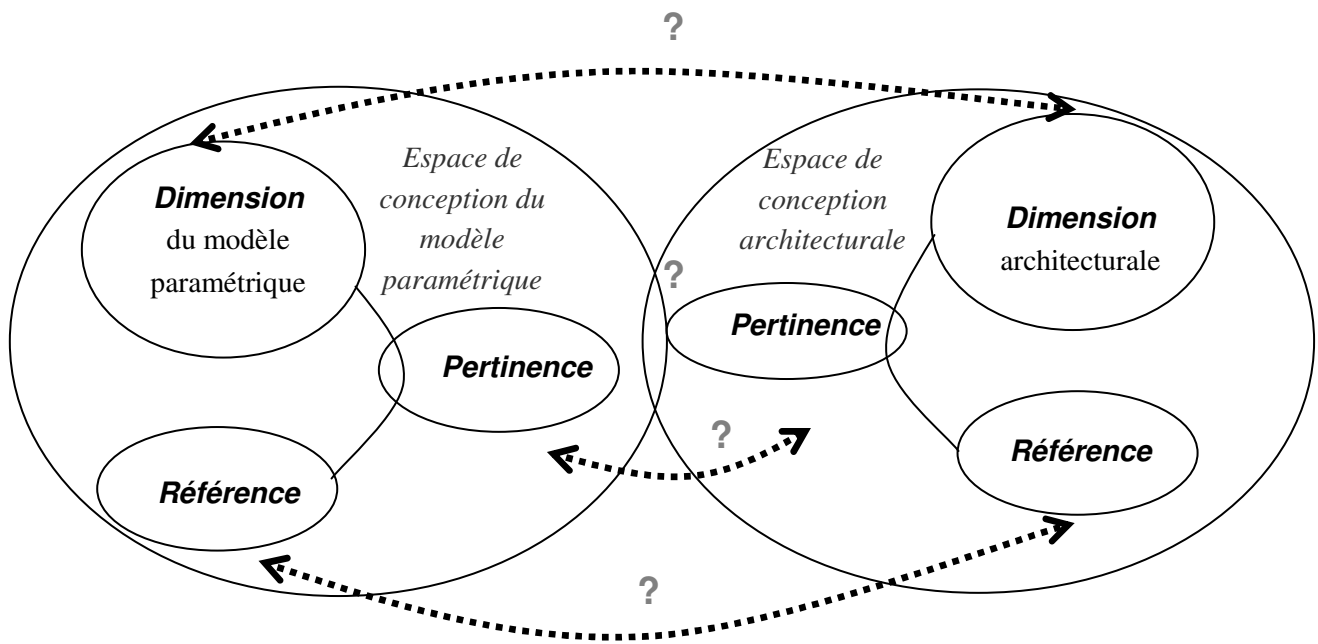 ?
Espace de
conception du
modèle
paramétrique
Dimension
du modèle
paramétrique
Pertinence
Référence
?
Espace de
conception
architecturale
Dimension
architecturale
Pertinence
Référence
?
?